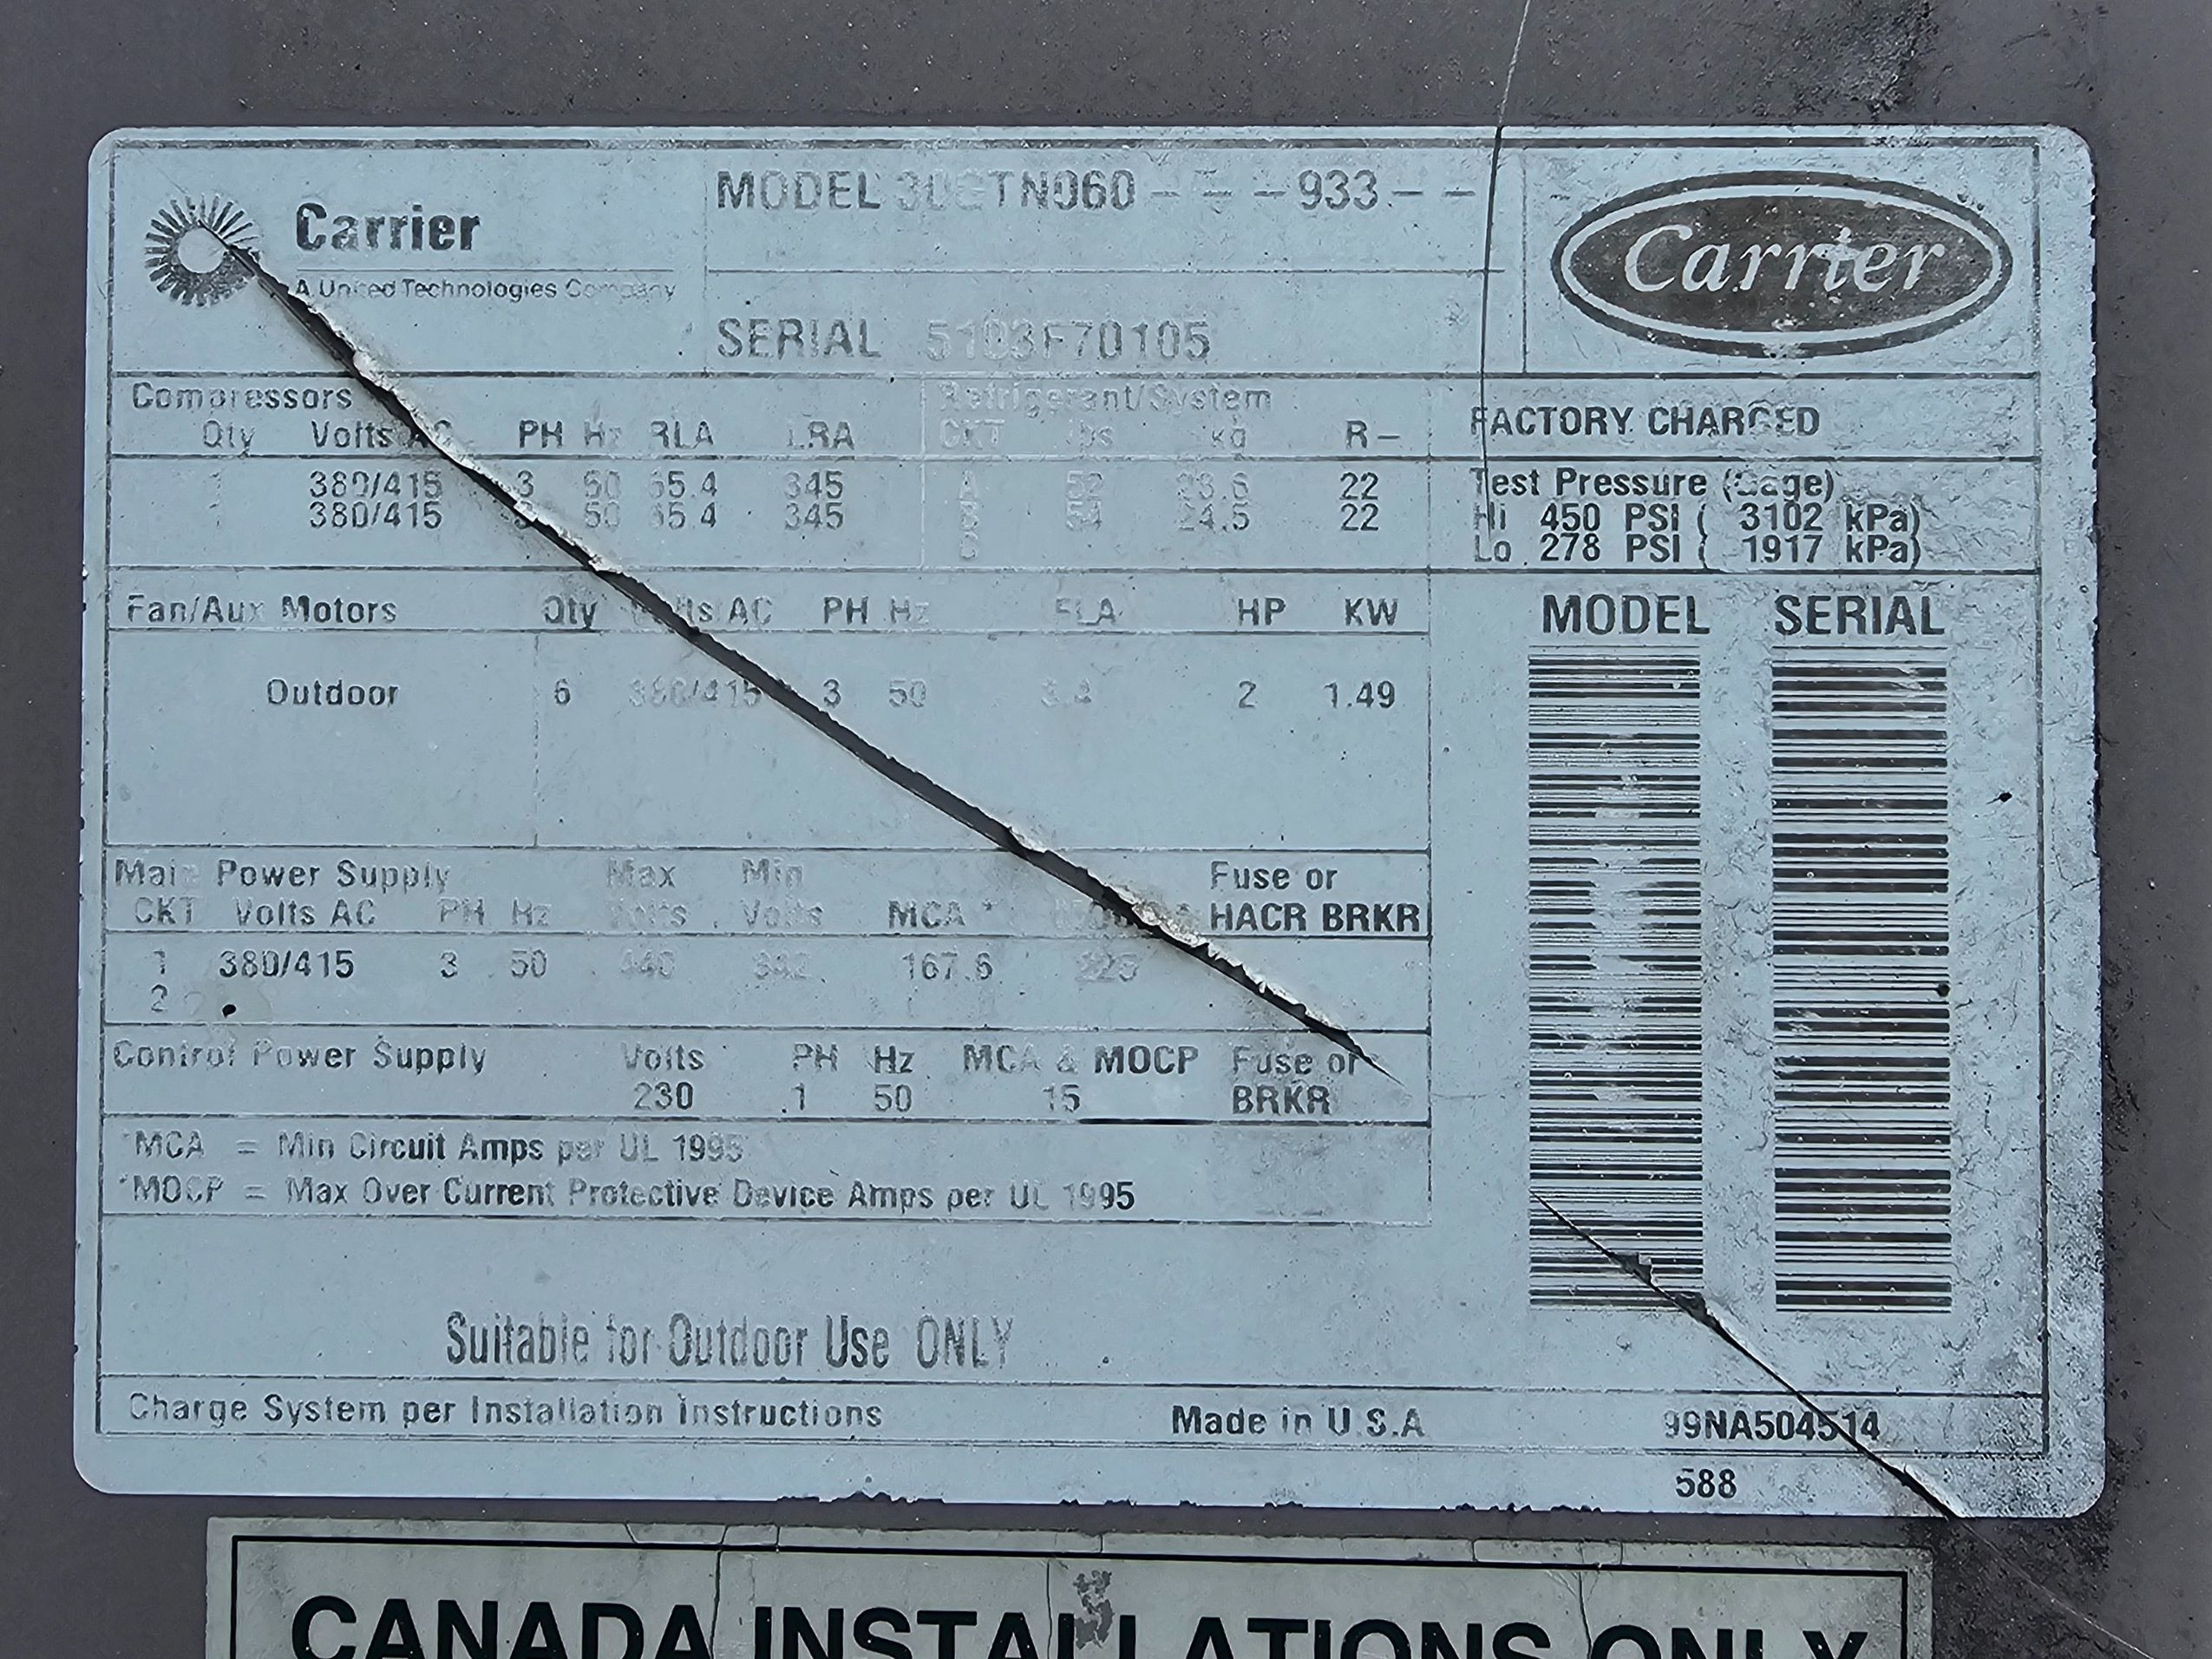 Carrier
A United Technologies Company
MODEL 30GTN060 - - - 933 - -
SERIAL 5103F70105
Carrier
Compressors
Qty Volts AC PH Hz RLA LRA
1 380/415 3 50 65.4 345
1 380/415 3 50 65.4 345
Refrigerant/System
CKT lbs kg R-
A 52 23.6 22
B 54 24.5 22
FACTORY CHARGED
Test Pressure (Gage)
Hi 450 PSI ( 3102 kPa)
Lo 278 PSI ( 1917 kPa)
Fan/Aux Motors Qty Volts AC PH Hz FLA HP KW
Outdoor 6 380/415 3 50 3.4 2 1.49
MODEL SERIAL
Main Power Supply Max Min Fuse or
CKT Volts AC PH Hz Volts Volts MCA * HACR BRKR
1 380/415 3 50 440 342 167.6 225
2
Control Power Supply Volts PH Hz MCA & MOCP Fuse or
230 1 50 15 BRKR
*MCA = Min Circuit Amps per UL 1995
*MOCP = Max Over Current Protective Device Amps per UL 1995
Suitable for Outdoor Use ONLY
Charge System per Installation Instructions Made in U.S.A 99NA504514
588
CANADA INSTALLATIONS ONLY